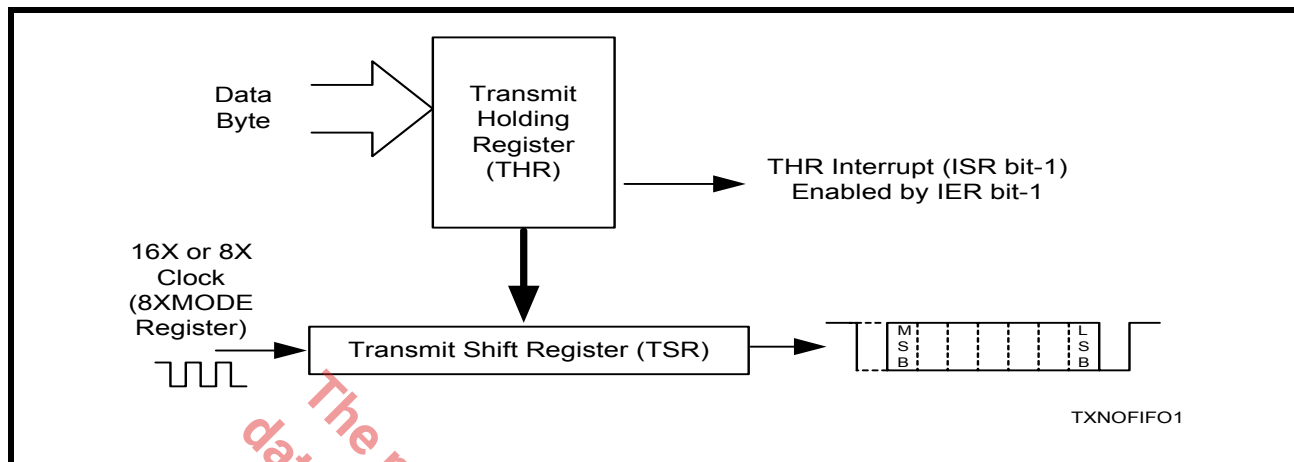 Data
Byte
Transmit
Holding
Register
(THR)
THR Interrupt (ISR bit-1)
Enabled by IER bit-1
16X or 8X
Clock
(8XMODE
Register)
Transmit Shift Register (TSR)
M
S
B
L
S
B
TXNOFIFO1
The